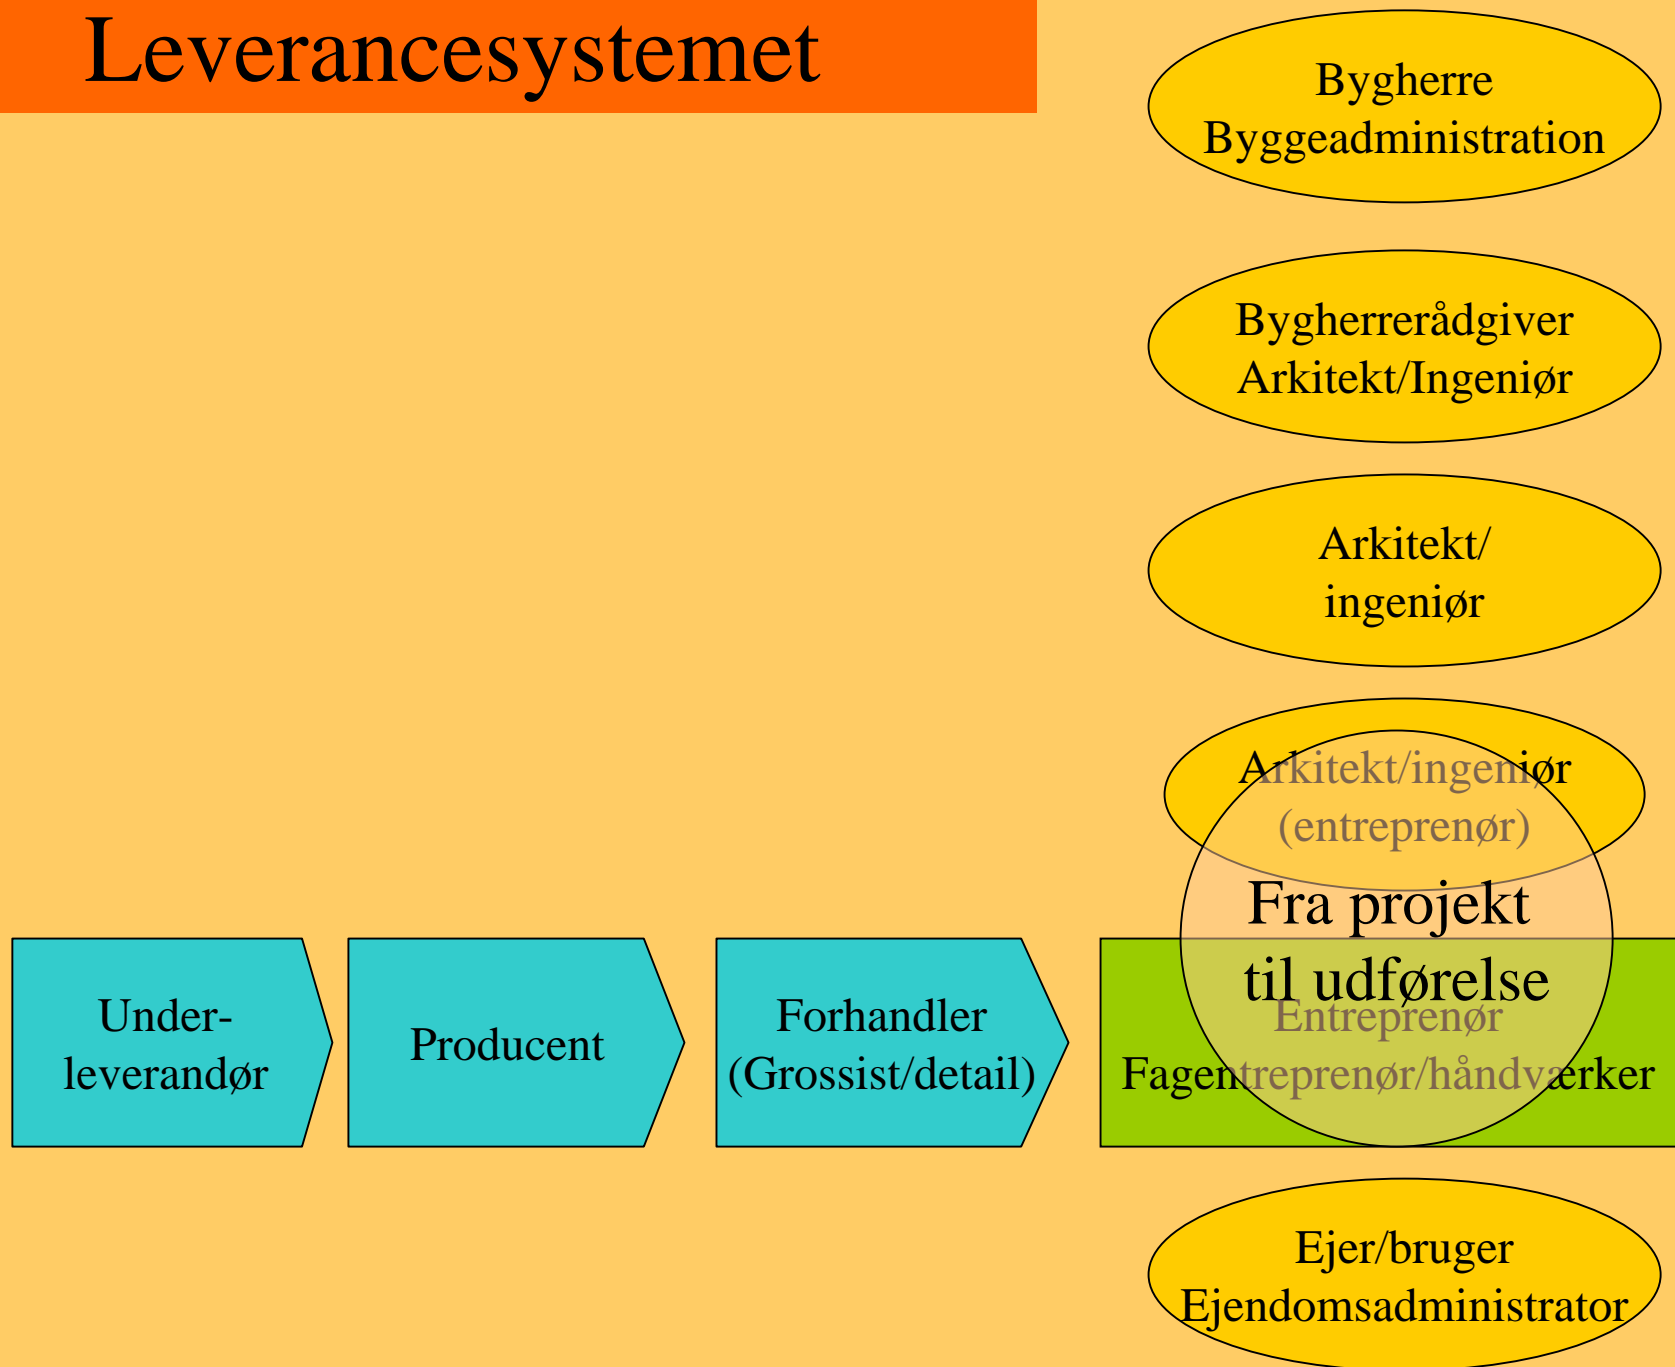 Leverancesystemet
Bygherre
Byggeadministration
Bygherrerådgiver
Arkitekt/Ingeniør
Arkitekt/
ingeniør
Arkitekt/ingeniør
(entreprenør)
Fra projekt
til udførelse
Under-
leverandør
Producent
Forhandler
(Grossist/detail)
Entreprenør
Fagentreprenør/håndværker
Ejer/bruger
Ejendomsadministrator